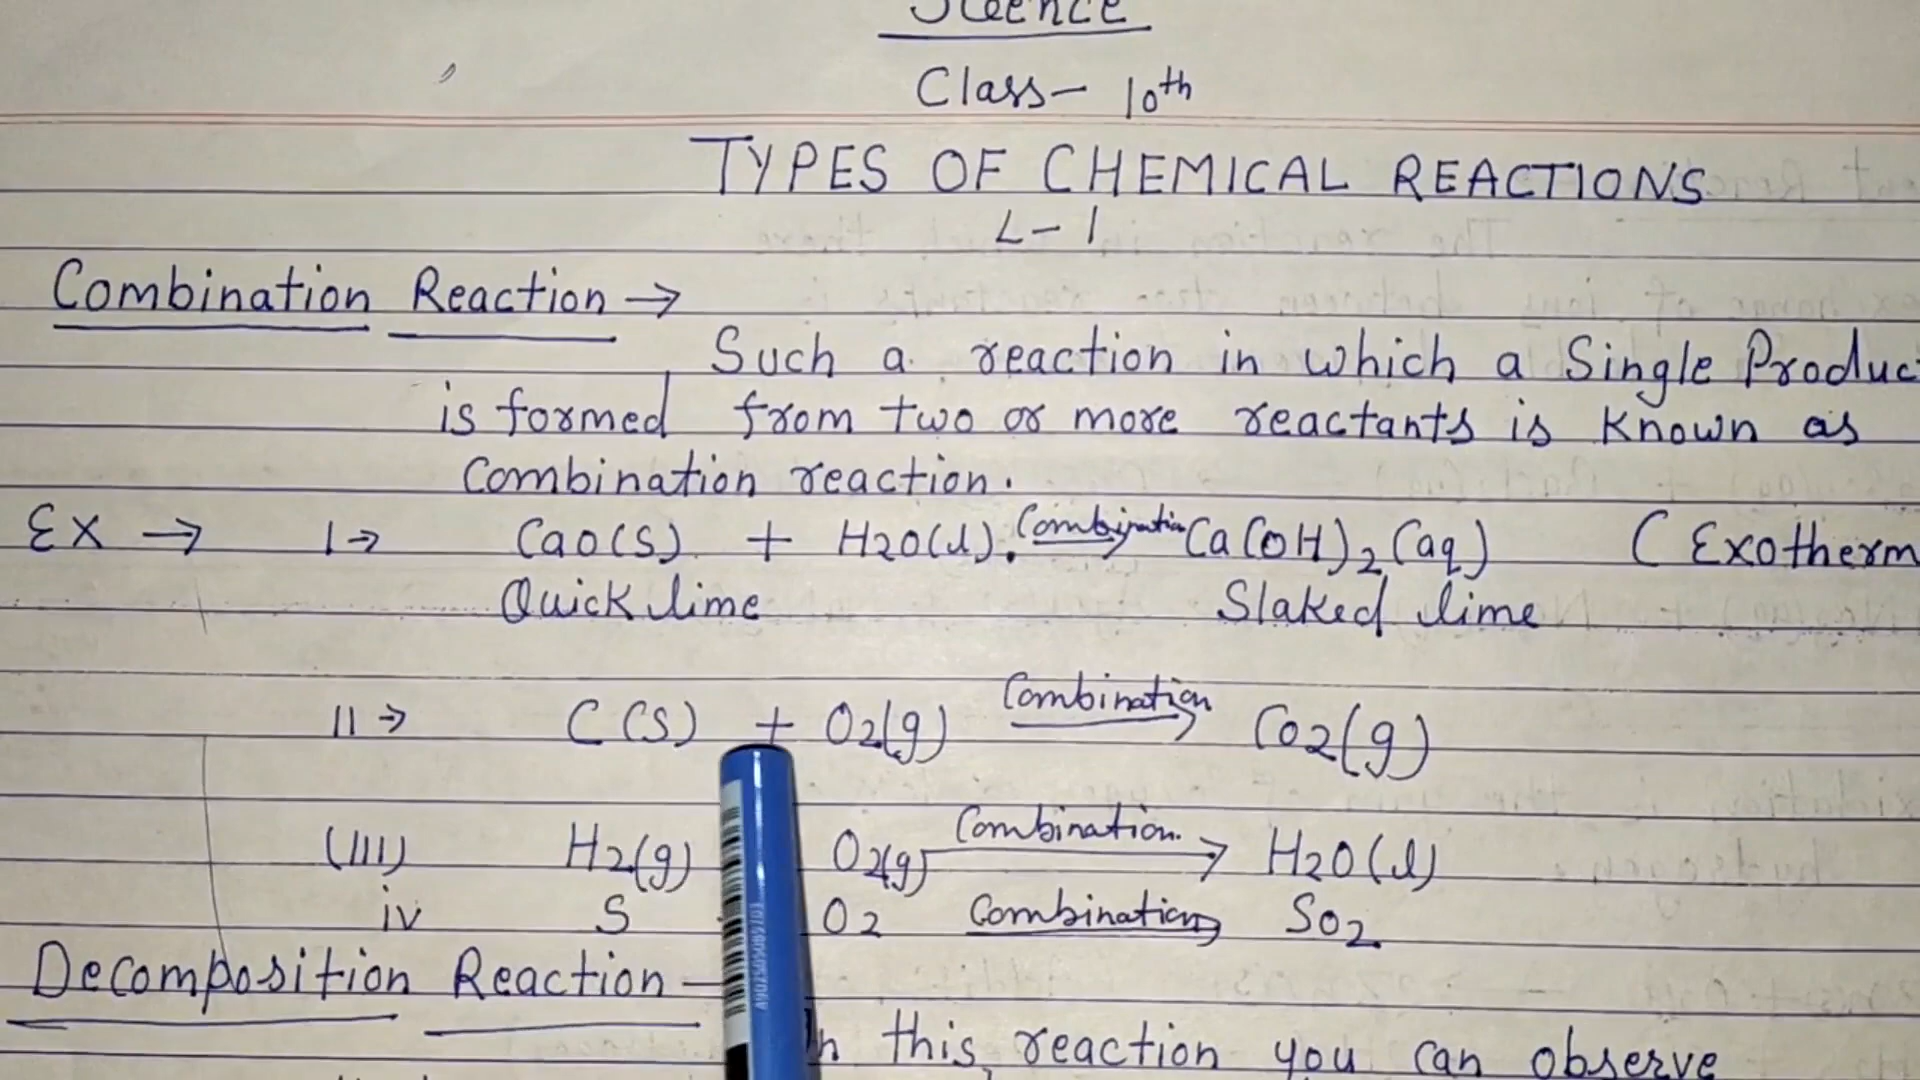 Science
Class- 10th
TYPES OF CHEMICAL REACTIONS
L-1
Combination Reaction →
Such a reaction in which a Single Produc
is formed from two or more reactants is known as
Combination reaction.
Ex → I→ CaO(s) + H2O(l). Combination Ca(OH)2(aq) (Exotherm
Quick lime Slaked lime
II→ C(s) + O2(g) Combination→ Co2(g)
(III) H2(g) O2(g) Combination→ H2O(l)
iv S O2 Combination→ SO2
Decomposition Reaction-
In this reaction you can observe